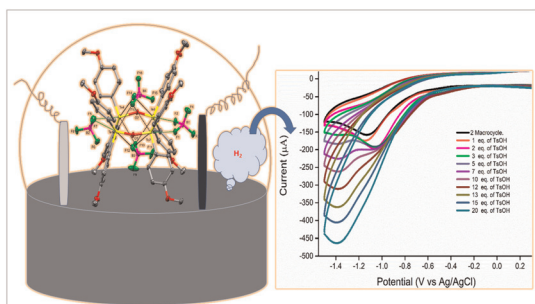 H₂
0
-50
-100
-150
-200
-250
-300
-350
-400
-450
-500
Current (µA)
2 Macrocycle.
1 eq. of TsOH
2 eq. of TsOH
3 eq. of TsOH
5 eq. of TsOH
7 eq. of TsOH
10 eq. of TsOH
12 eq. of TsOH
13 eq. of TsOH
15 eq. of TsOH
20 eq. of TsOH
-1.6 -1.4 -1.2 -1.0 -0.8 -0.6 -0.4 -0.2 0.0 0.2
Potential (V vs Ag/AgCl)